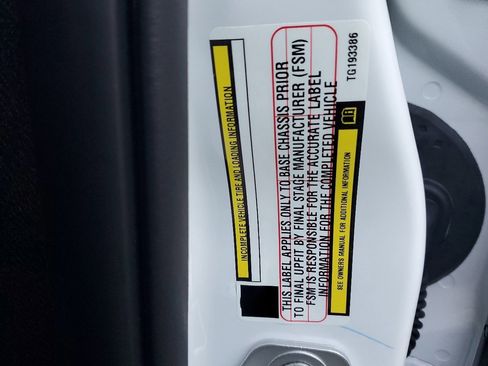 INCOMPLETE VEHICLE TIRE AND LOADING INFORMATION
THIS LABEL APPLIES ONLY TO BASE CHASSIS PRIOR
TO FINAL UPFIT BY FINAL STAGE MANUFACTURER (FSM)
FSM IS RESPONSIBLE FOR THE ACCURATE LABEL
INFORMATION FOR THE COMPLETED VEHICLE
SEE OWNERS MANUAL FOR ADDITIONAL INFORMATION
TG193386